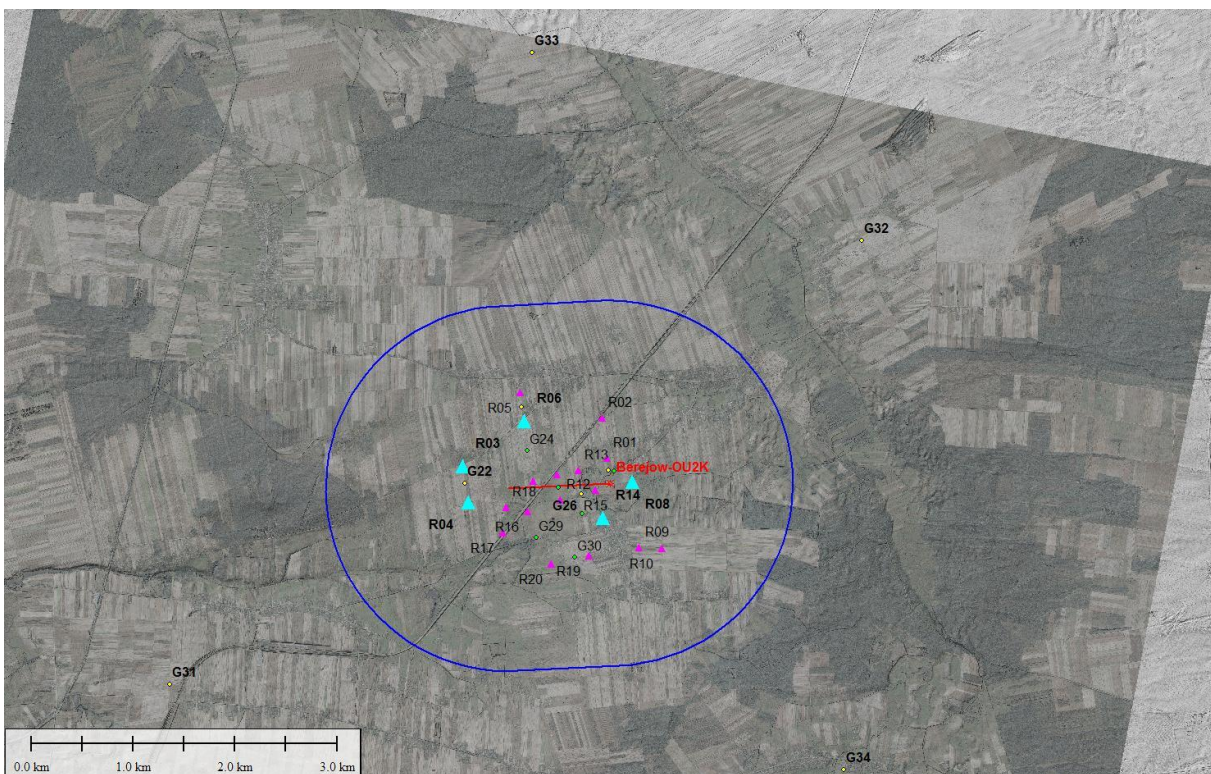 G33
G32
R06
R05
R02
R03
G24
R01
R13
Berejow-OU2K
G22
R18
R12
R14
R04
G26
R15
R08
R16
G29
R17
R09
G30
R10
R20
R19
G31
G34
0.0 km 1.0 km 2.0 km 3.0 km